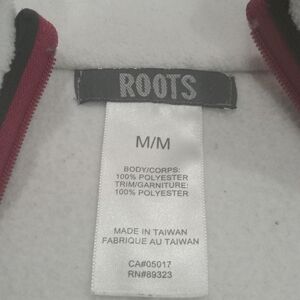 ROOTS
M/M
BODY/CORPS:
100% POLYESTER
TRIM/GARNITURE:
100% POLYESTER
MADE IN TAIWAN
FABRIQUE AU TAIWAN
CA#05017
RN#89323